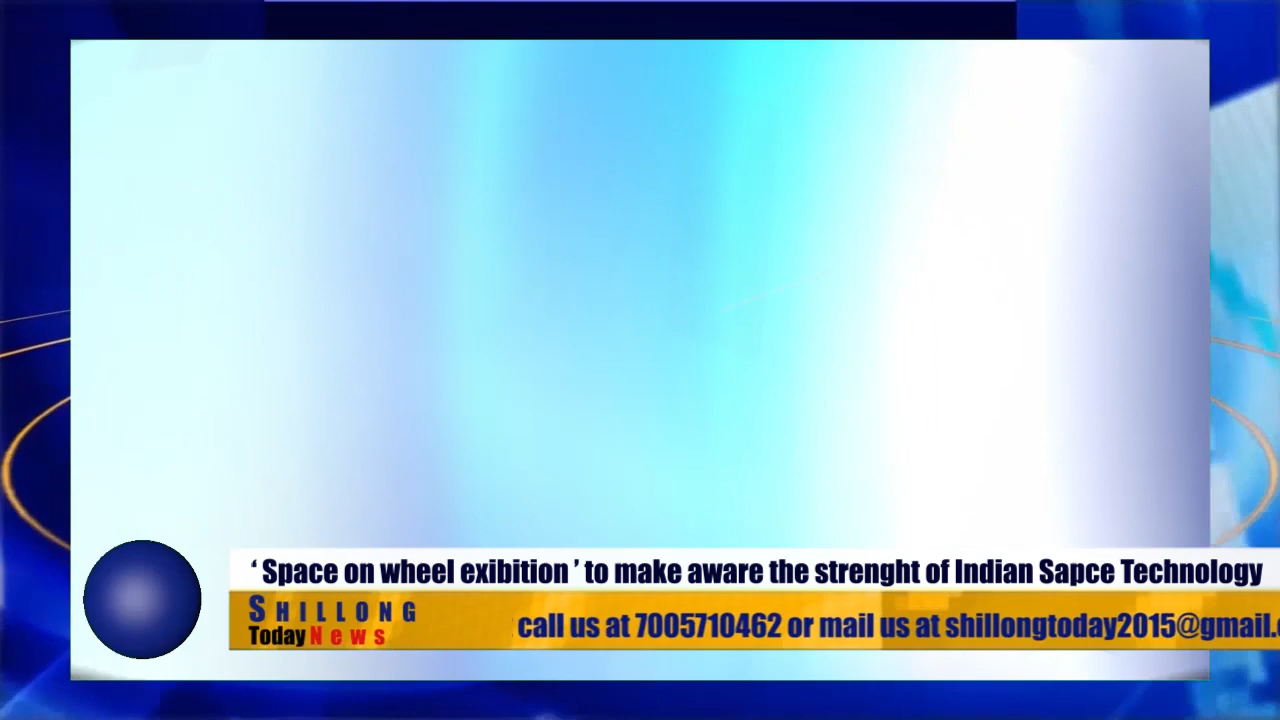 ‘ Space on wheel exibition ’ to make aware the strenght of Indian Sapce Technology
SHILLONG
Today News
call us at 7005710462 or mail us at shillongtoday2015@gmail.